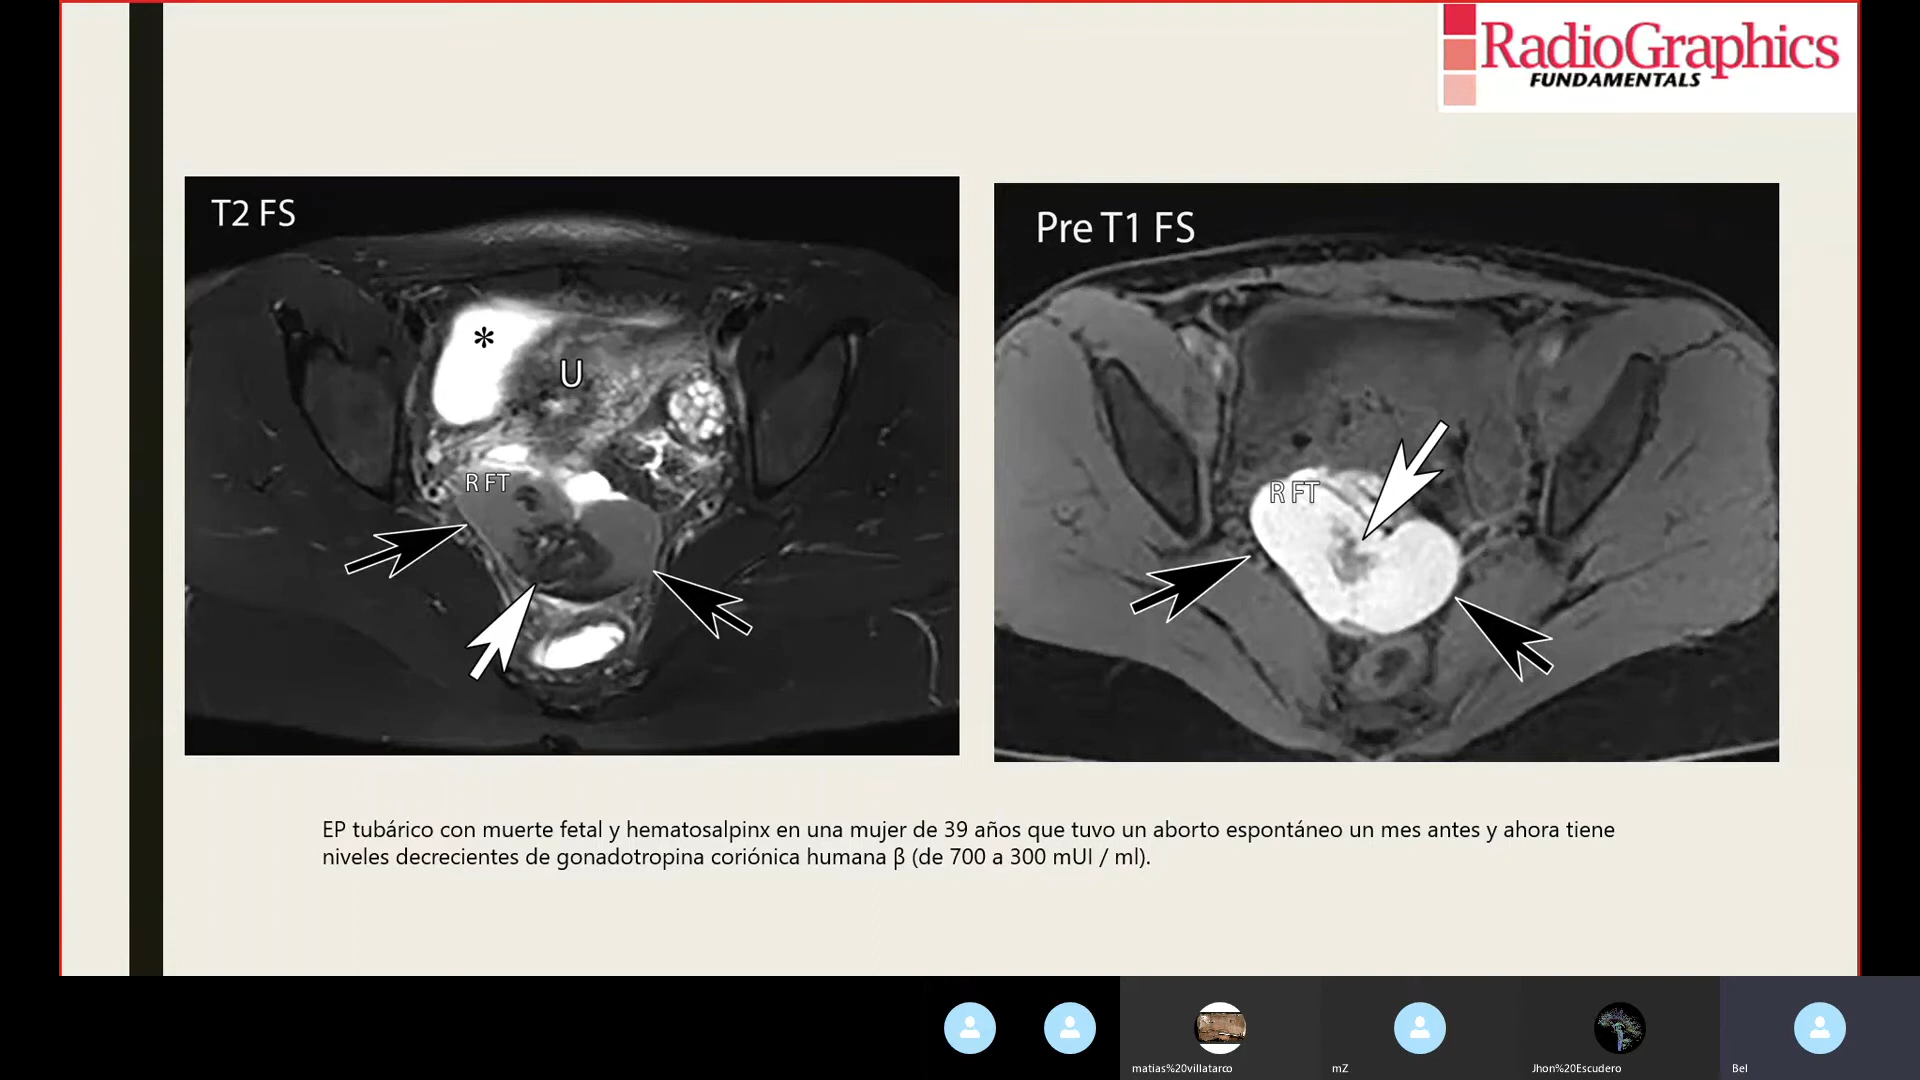 RadioGraphics
FUNDAMENTALS
T2 FS
*
U
R FT
Pre T1 FS
R FT
EP tubárico con muerte fetal y hematosalpinx en una mujer de 39 años que tuvo un aborto espontáneo un mes antes y ahora tiene
niveles decrecientes de gonadotropina coriónica humana β (de 700 a 300 mUI / ml).
matias%20villatarco
mZ
Jhon%20Escudero
Bel